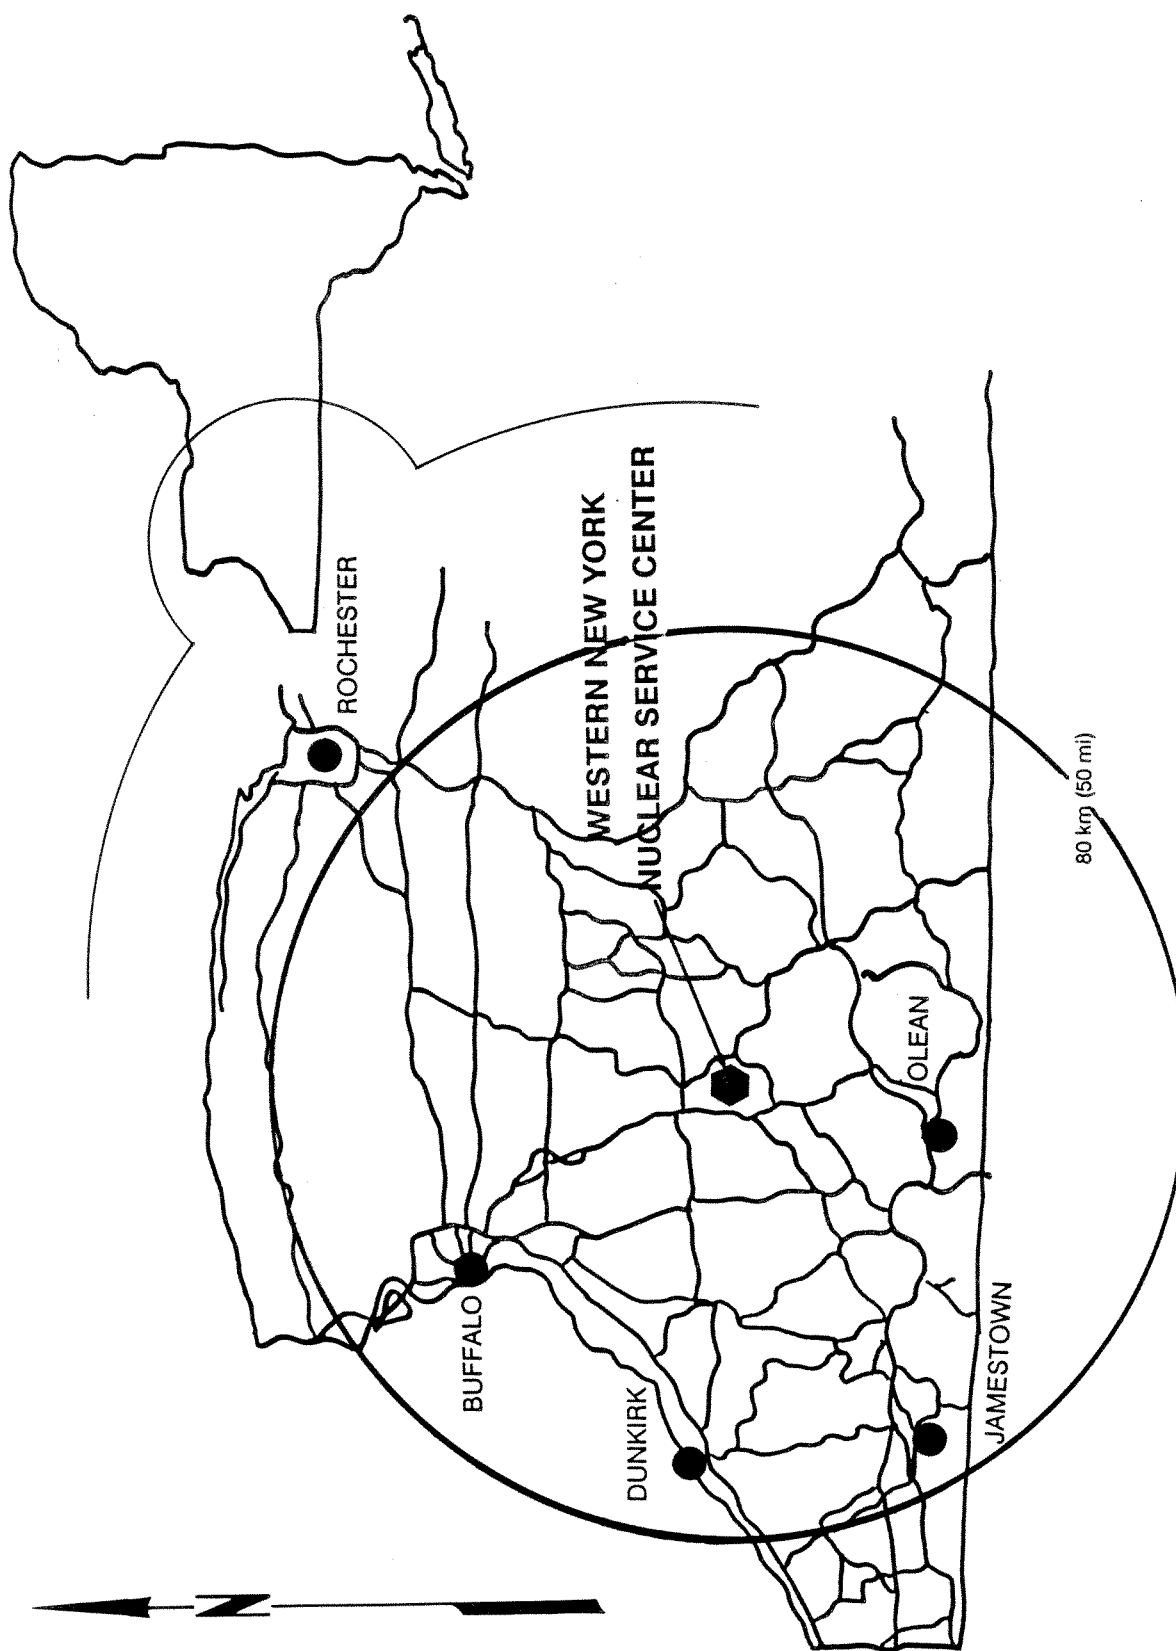 ROCHESTER
WESTERN NEW YORK
NUCLEAR SERVICE CENTER
BUFFALO
DUNKIRK
OLEAN
JAMESTOWN
80 km (50 mi)
N